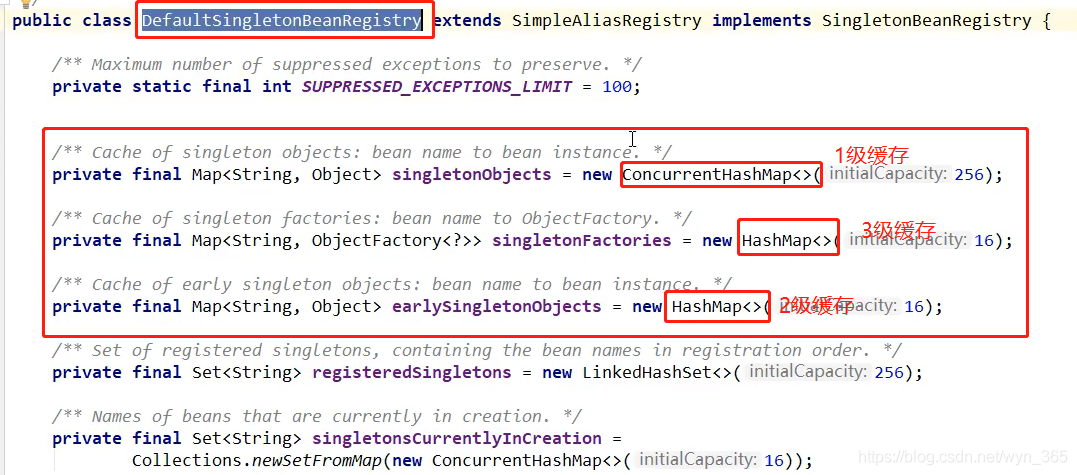 public class DefaultSingletonBeanRegistry extends SimpleAliasRegistry implements SingletonBeanRegistry {
/** Maximum number of suppressed exceptions to preserve. */
private static final int SUPPRESSED_EXCEPTIONS_LIMIT = 100;
/** Cache of singleton objects: bean name to bean instance. */
1级缓存
private final Map<String, Object> singletonObjects = new ConcurrentHashMap<>( initialCapacity: 256);
/** Cache of singleton factories: bean name to ObjectFactory. */
3级缓存
private final Map<String, ObjectFactory<?>> singletonFactories = new HashMap<>( initialCapacity: 16);
/** Cache of early singleton objects: bean name to bean instance. */
2级缓存
private final Map<String, Object> earlySingletonObjects = new HashMap<>( initialCapacity: 16);
/** Set of registered singletons, containing the bean names in registration order. */
private final Set<String> registeredSingletons = new LinkedHashSet<>( initialCapacity: 256);
/** Names of beans that are currently in creation. */
private final Set<String> singletonsCurrentlyInCreation =
Collections.newSetFromMap(new ConcurrentHashMap<>( initialCapacity: 16));
https://blog.csdn.net/wyn_365